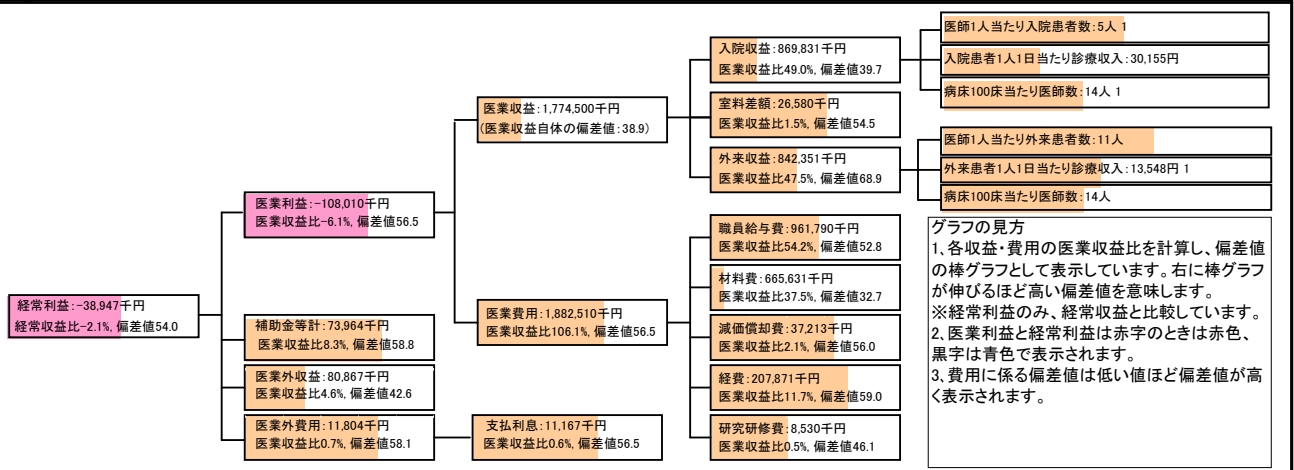 経常利益:-38,947千円
経常収益比-2.1%, 偏差値54.0
医業利益:-108,010千円
医業収益比-6.1%, 偏差値56.5
補助金等計:73,964千円
医業収益比8.3%, 偏差値58.8
医業外収益:80,867千円
医業収益比4.6%, 偏差値42.6
医業外費用:11,804千円
医業収益比0.7%, 偏差値58.1
支払利息:11,167千円
医業収益比0.6%, 偏差値56.5
医業収益:1,774,500千円
(医業収益自体の偏差値:38.9)
医業費用:1,882,510千円
医業収益比106.1%, 偏差値56.5
入院収益:869,831千円
医業収益比49.0%, 偏差値39.7
室料差額:26,580千円
医業収益比1.5%, 偏差値54.5
外来収益:842,351千円
医業収益比47.5%, 偏差値68.9
職員給与費:961,790千円
医業収益比54.2%, 偏差値52.8
材料費:665,631千円
医業収益比37.5%, 偏差値32.7
減価償却費:37,213千円
医業収益比2.1%, 偏差値56.0
経費:207,871千円
医業収益比11.7%, 偏差値59.0
研究研修費:8,530千円
医業収益比0.5%, 偏差値46.1
医師1人当たり入院患者数:5人 1
入院患者1人1日当たり診療収入:30,155円
病床100床当たり医師数:14人 1
医師1人当たり外来患者数:11人
外来患者1人1日当たり診療収入:13,548円 1
病床100床当たり医師数:14人
グラフの見方
1、各収益・費用の医業収益比を計算し、偏差値
の棒グラフとして表示しています。右に棒グラフ
が伸びるほど高い偏差値を意味します。
※経常利益のみ、経常収益と比較しています。
2、医業利益と経常利益は赤字のときは赤色、
黒字は青色で表示されます。
3、費用に係る偏差値は低い値ほど偏差値が高
く表示されます。